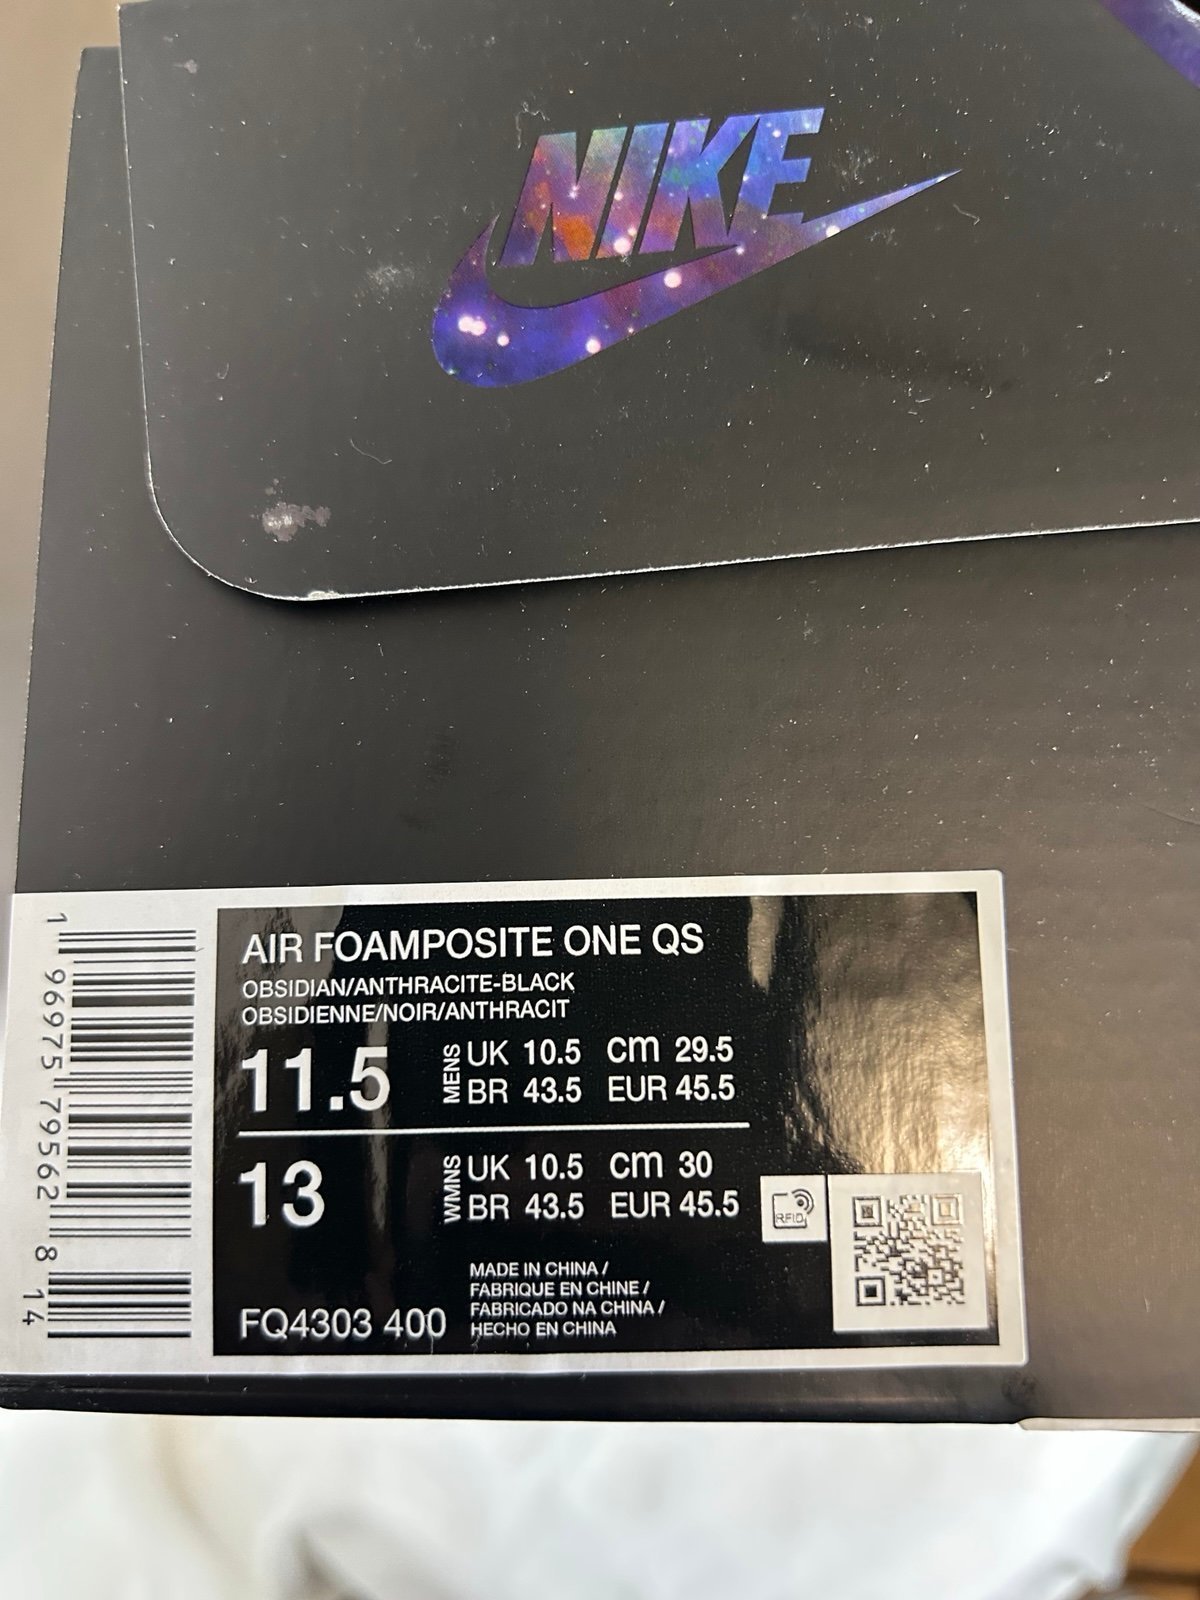 NIKE
AIR FOAMPOSITE ONE QS
OBSIDIAN/ANTHRACITE-BLACK
OBSIDIENNE/NOIR/ANTHRACIT
11.5 MENS UK 10.5 cm 29.5
BR 43.5 EUR 45.5
13 WMNS UK 10.5 cm 30
BR 43.5 EUR 45.5
RFID
MADE IN CHINA /
FABRIQUE EN CHINE /
FABRICADO NA CHINA /
HECHO EN CHINA
FQ4303 400
1 96975 79562 8 14